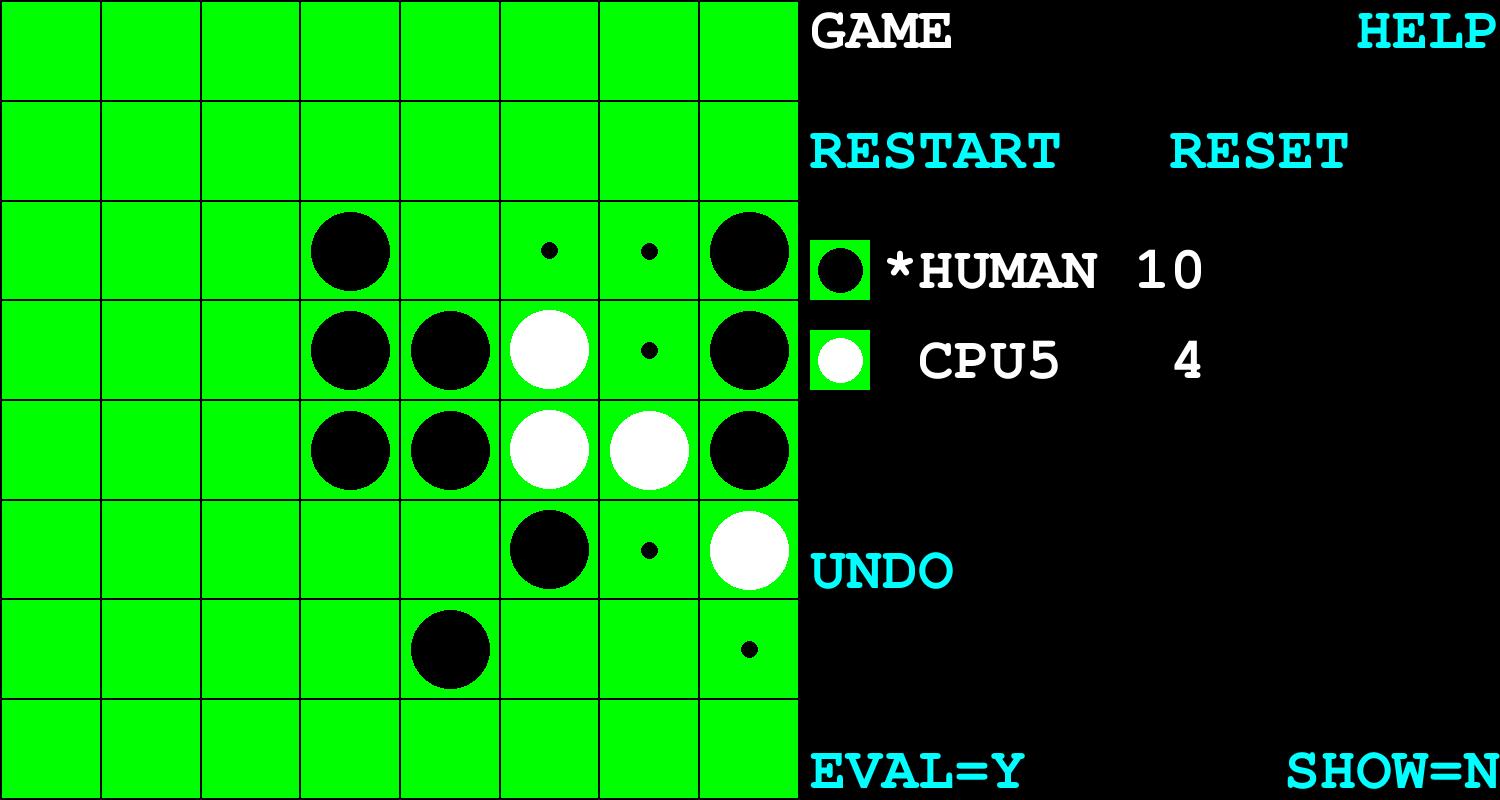 GAME HELP
RESTART RESET
*HUMAN 10
CPU5 4
UNDO
EVAL=Y SHOW=N